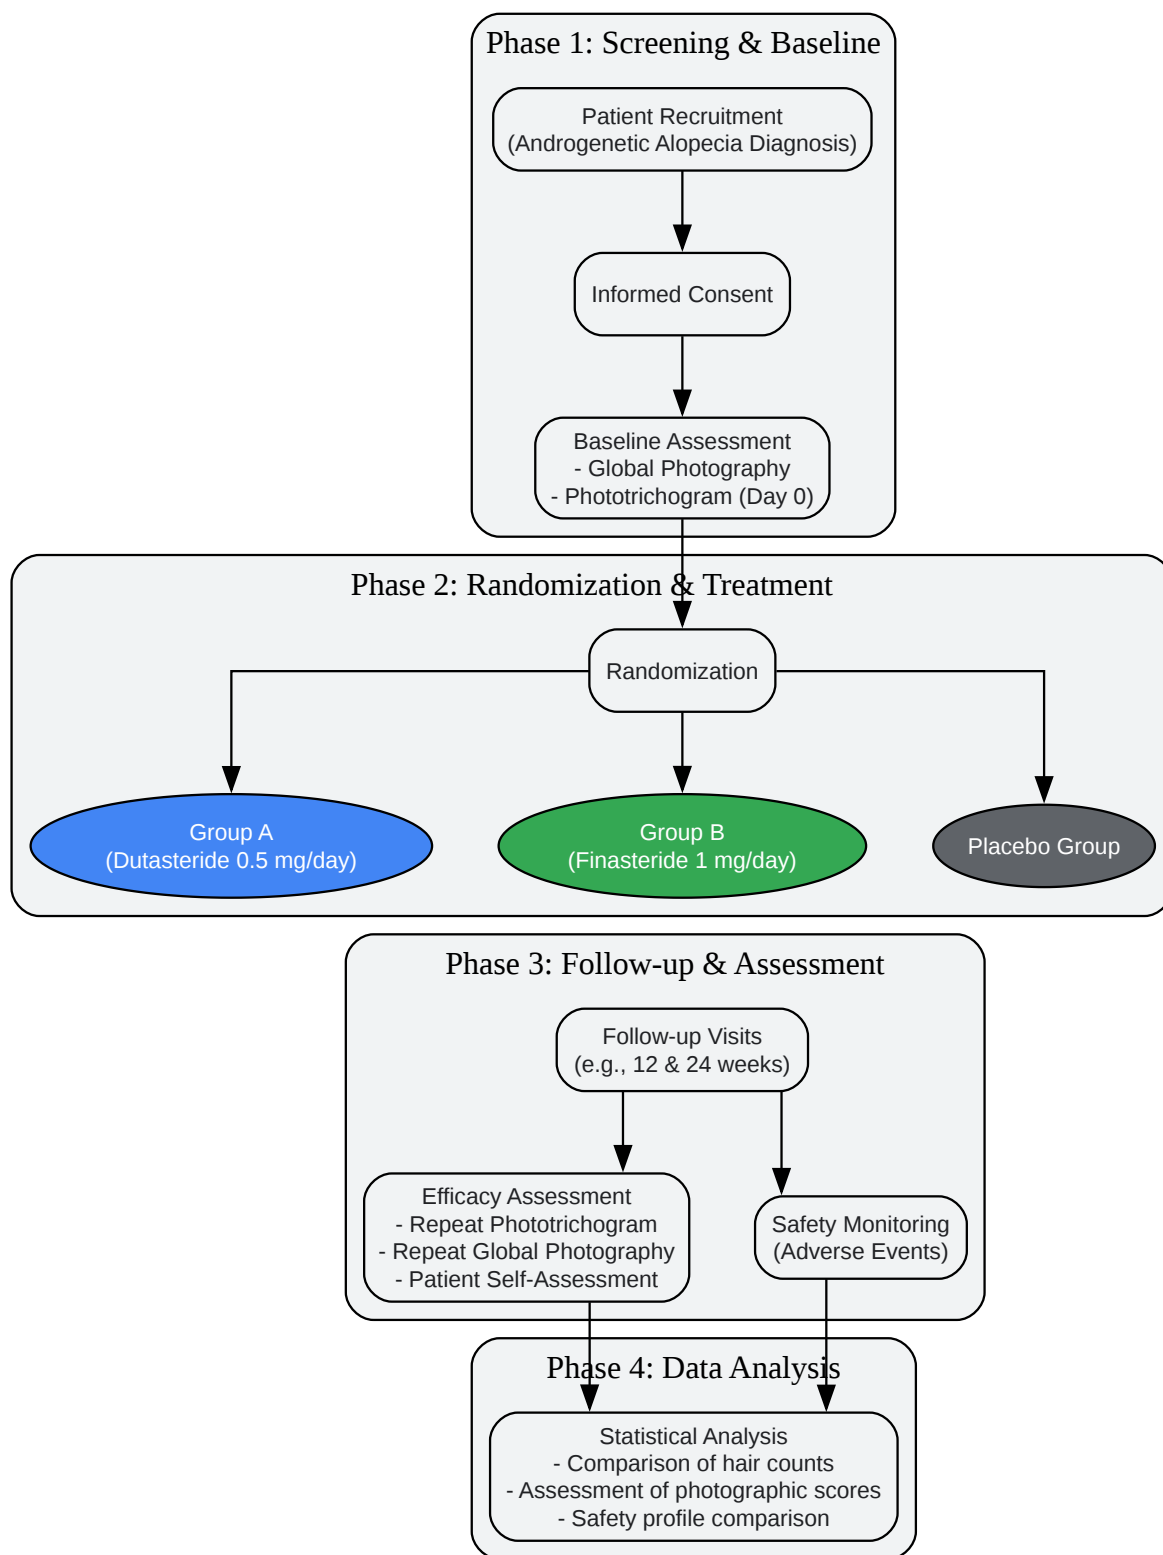 Phase 1: Screening & Baseline
Patient Recruitment
(Androgenetic Alopecia Diagnosis)
Informed Consent
Baseline Assessment
- Global Photography
- Phototrichogram (Day 0)
Phase 2: Randomization & Treatment
Randomization
Group A
(Dutasteride 0.5 mg/day)
Group B
(Finasteride 1 mg/day)
Placebo Group
Phase 3: Follow-up & Assessment
Follow-up Visits
(e.g., 12 & 24 weeks)
Efficacy Assessment
- Repeat Phototrichogram
- Repeat Global Photography
- Patient Self-Assessment
Safety Monitoring
(Adverse Events)
Phase 4: Data Analysis
Statistical Analysis
- Comparison of hair counts
- Assessment of photographic scores
- Safety profile comparison